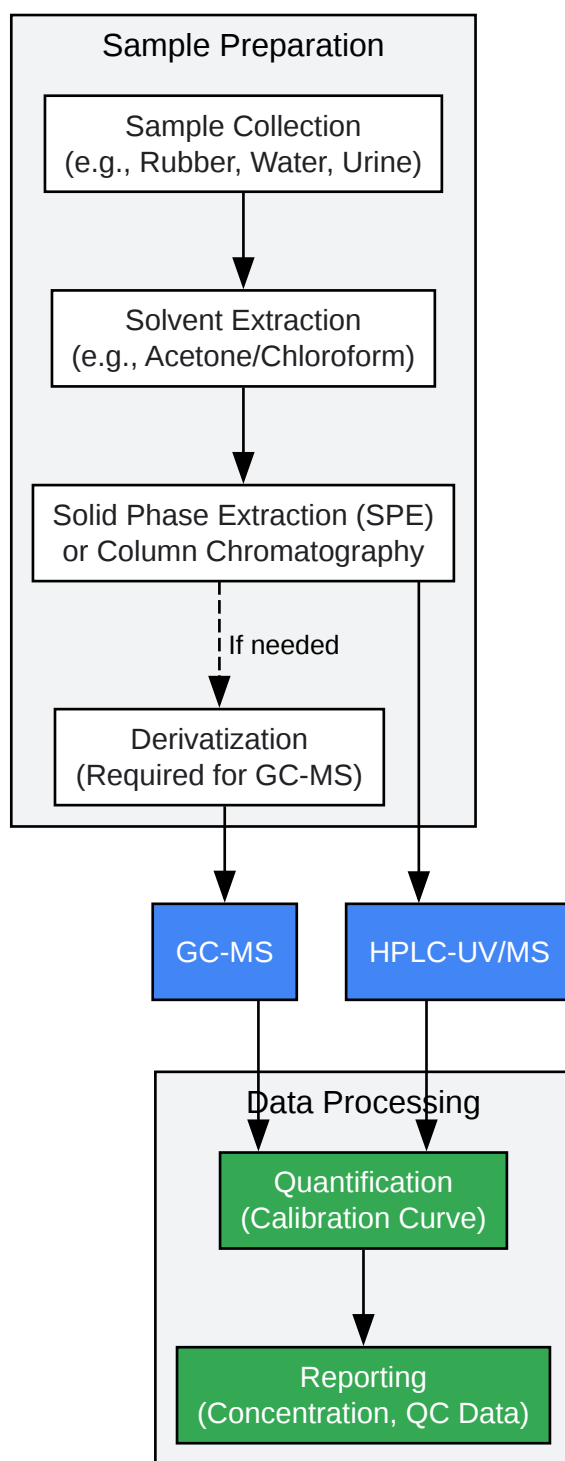 Sample Preparation
Sample Collection
(e.g., Rubber, Water, Urine)
Solvent Extraction
(e.g., Acetone/Chloroform)
Solid Phase Extraction (SPE)
or Column Chromatography
If needed
Derivatization
(Required for GC-MS)
GC-MS
HPLC-UV/MS
Data Processing
Quantification
(Calibration Curve)
Reporting
(Concentration, QC Data)